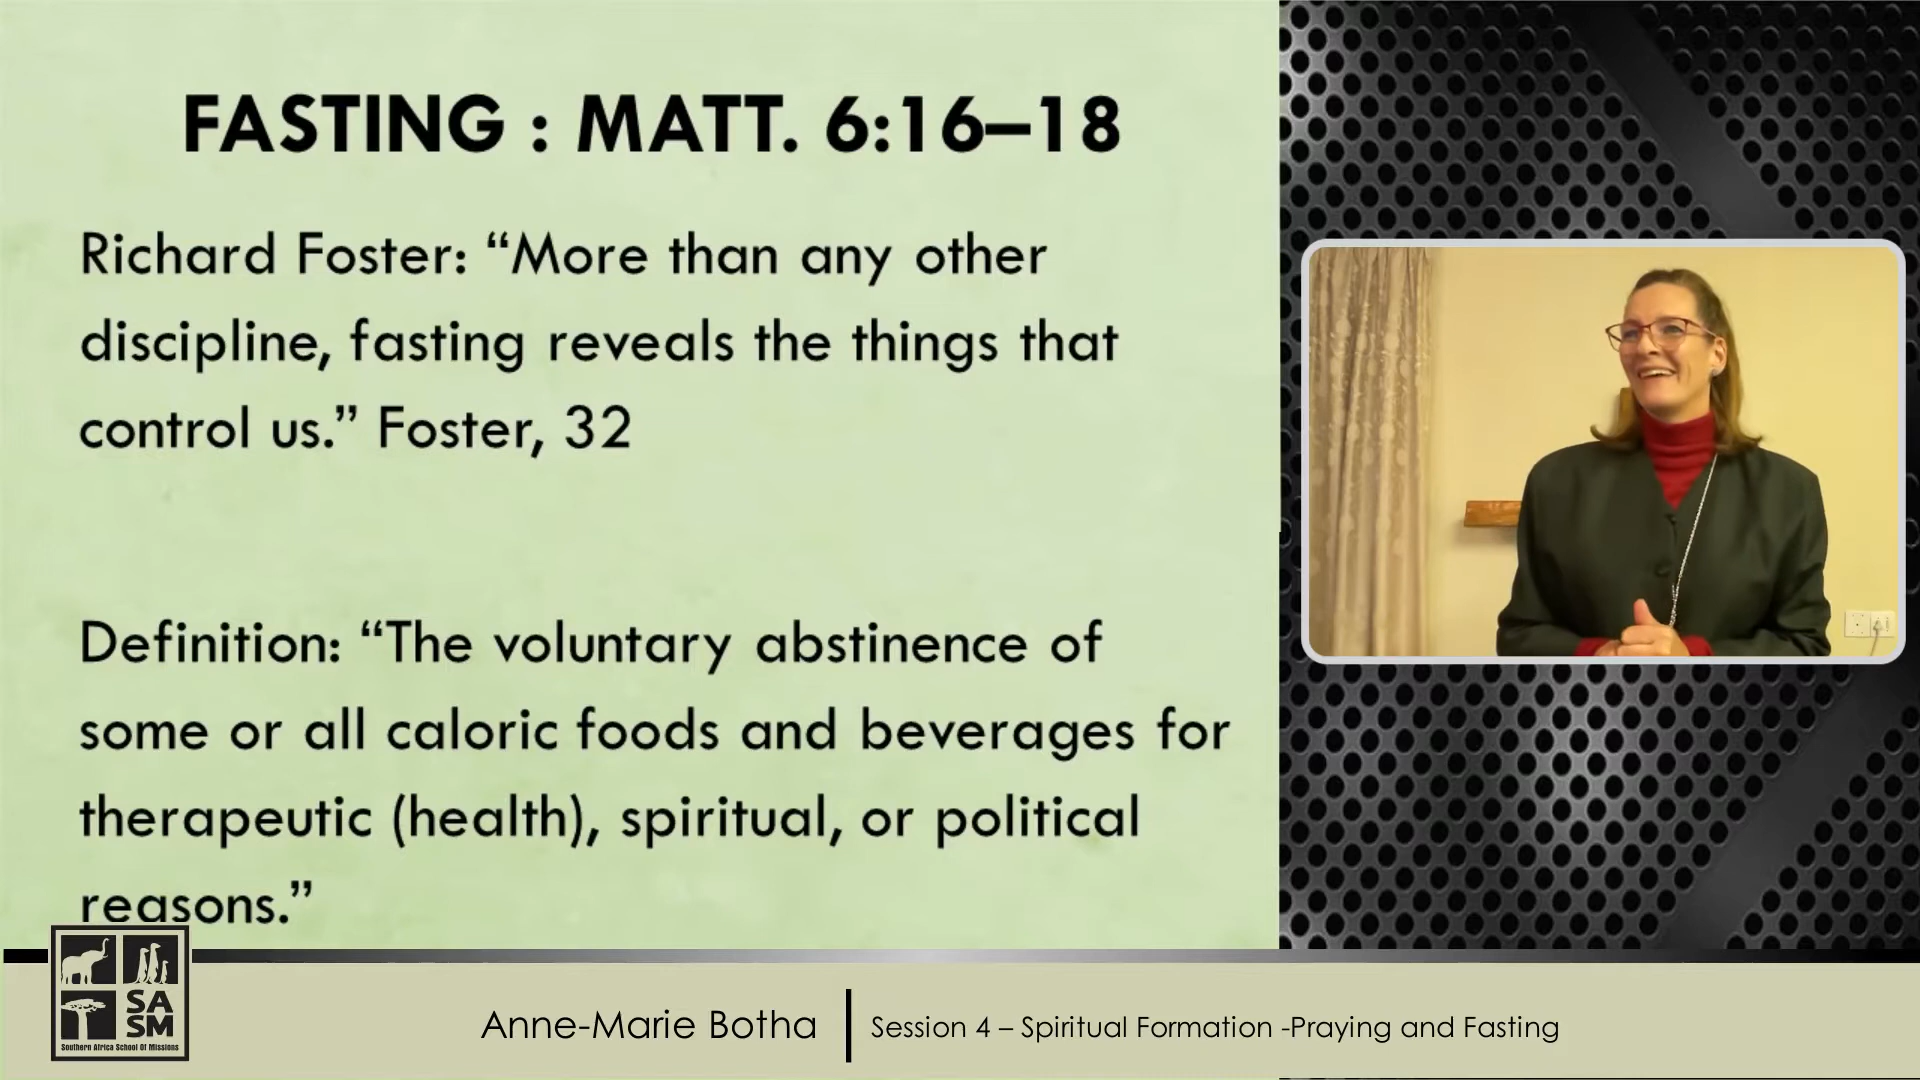 FASTING : MATT. 6:16–18
Richard Foster: “More than any other
discipline, fasting reveals the things that
control us.” Foster, 32
Definition: “The voluntary abstinence of
some or all caloric foods and beverages for
therapeutic (health), spiritual, or political
reasons.”
SA
SM
Southern Africa School Of Missions
Anne-Marie Botha
Session 4 – Spiritual Formation -Praying and Fasting